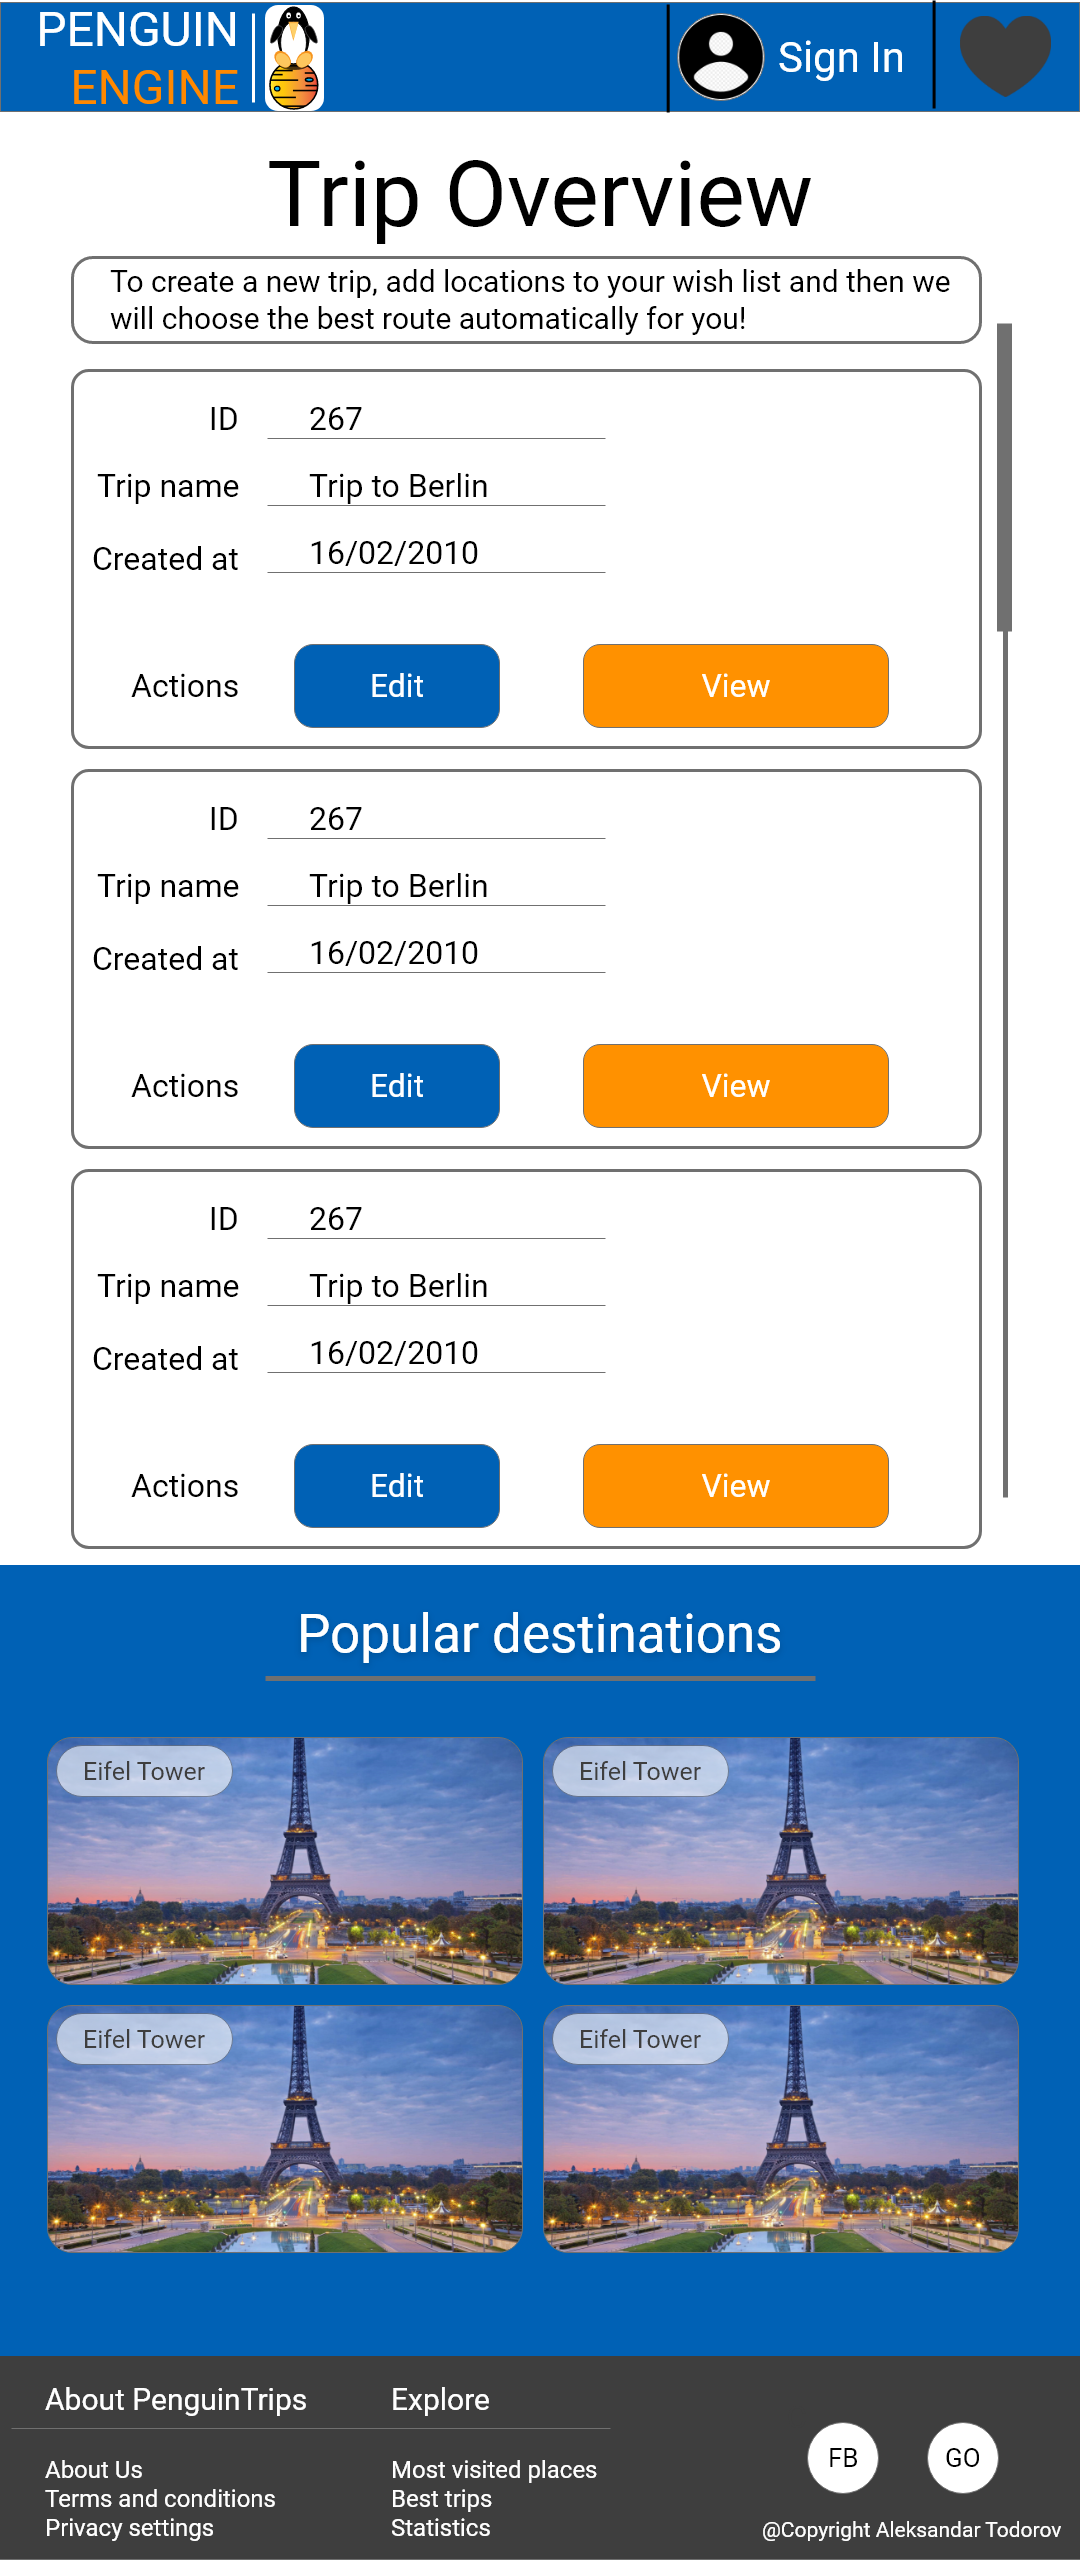 PENGUIN
ENGINE
Sign In
Trip Overview
To create a new trip, add locations to your wish list and then we
will choose the best route automatically for you!
ID 267
Trip name Trip to Berlin
Created at 16/02/2010
Actions Edit View
ID 267
Trip name Trip to Berlin
Created at 16/02/2010
Actions Edit View
ID 267
Trip name Trip to Berlin
Created at 16/02/2010
Actions Edit View
Popular destinations
Eifel Tower
Eifel Tower
Eifel Tower
Eifel Tower
About PenguinTrips
About Us
Terms and conditions
Privacy settings
Explore
Most visited places
Best trips
Statistics
FB
GO
@Copyright Aleksandar Todorov